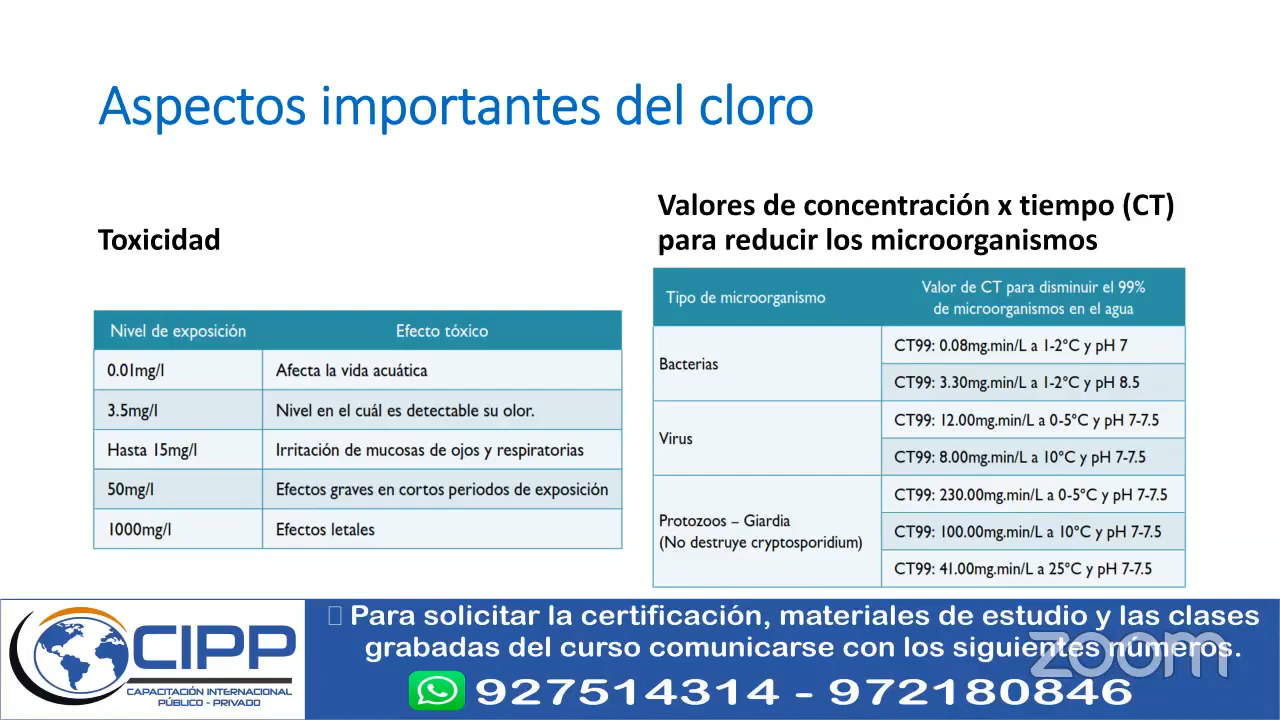 Aspectos importantes del cloro
Toxicidad
Nivel de exposición Efecto tóxico
0.01mg/l Afecta la vida acuática
3.5mg/l Nivel en el cuál es detectable su olor.
Hasta 15mg/l Irritación de mucosas de ojos y respiratorias
50mg/l Efectos graves en cortos periodos de exposición
1000mg/l Efectos letales
Valores de concentración x tiempo (CT)
para reducir los microorganismos
Tipo de microorganismo
Valor de CT para disminuir el 99%
de microorganismos en el agua
Bacterias
CT99: 0.08mg.min/L a 1-2°C y pH 7
CT99: 3.30mg.min/L a 1-2°C y pH 8.5
Virus
CT99: 12.00mg.min/L a 0-5°C y pH 7-7.5
CT99: 8.00mg.min/L a 10°C y pH 7-7.5
Protozoos – Giardia
(No destruye cryptosporidium)
CT99: 230.00mg.min/L a 0-5°C y pH 7-7.5
CT99: 100.00mg.min/L a 10°C y pH 7-7.5
CT99: 41.00mg.min/L a 25°C y pH 7-7.5
CIPP
CAPACITACIÓN INTERNACIONAL
PÚBLICO - PRIVADO
Para solicitar la certificación, materiales de estudio y las clases
grabadas del curso comunicarse con los siguientes números.
927514314 - 972180846
zoom